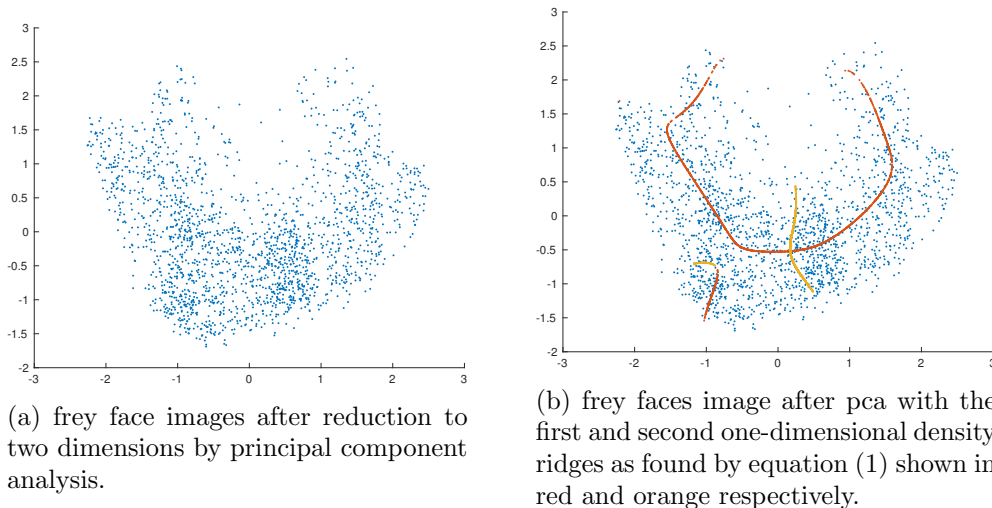 3
2.5
2
1.5
1
0.5
0
-0.5
-1
-1.5
-2
-3 -2 -1 0 1 2 3
(a) frey face images after reduction to
two dimensions by principal component
analysis.
3
2.5
2
1.5
1
0.5
0
-0.5
-1
-1.5
-2
-3 -2 -1 0 1 2 3
(b) frey faces image after pca with the
first and second one-dimensional density
ridges as found by equation (1) shown in
red and orange respectively.